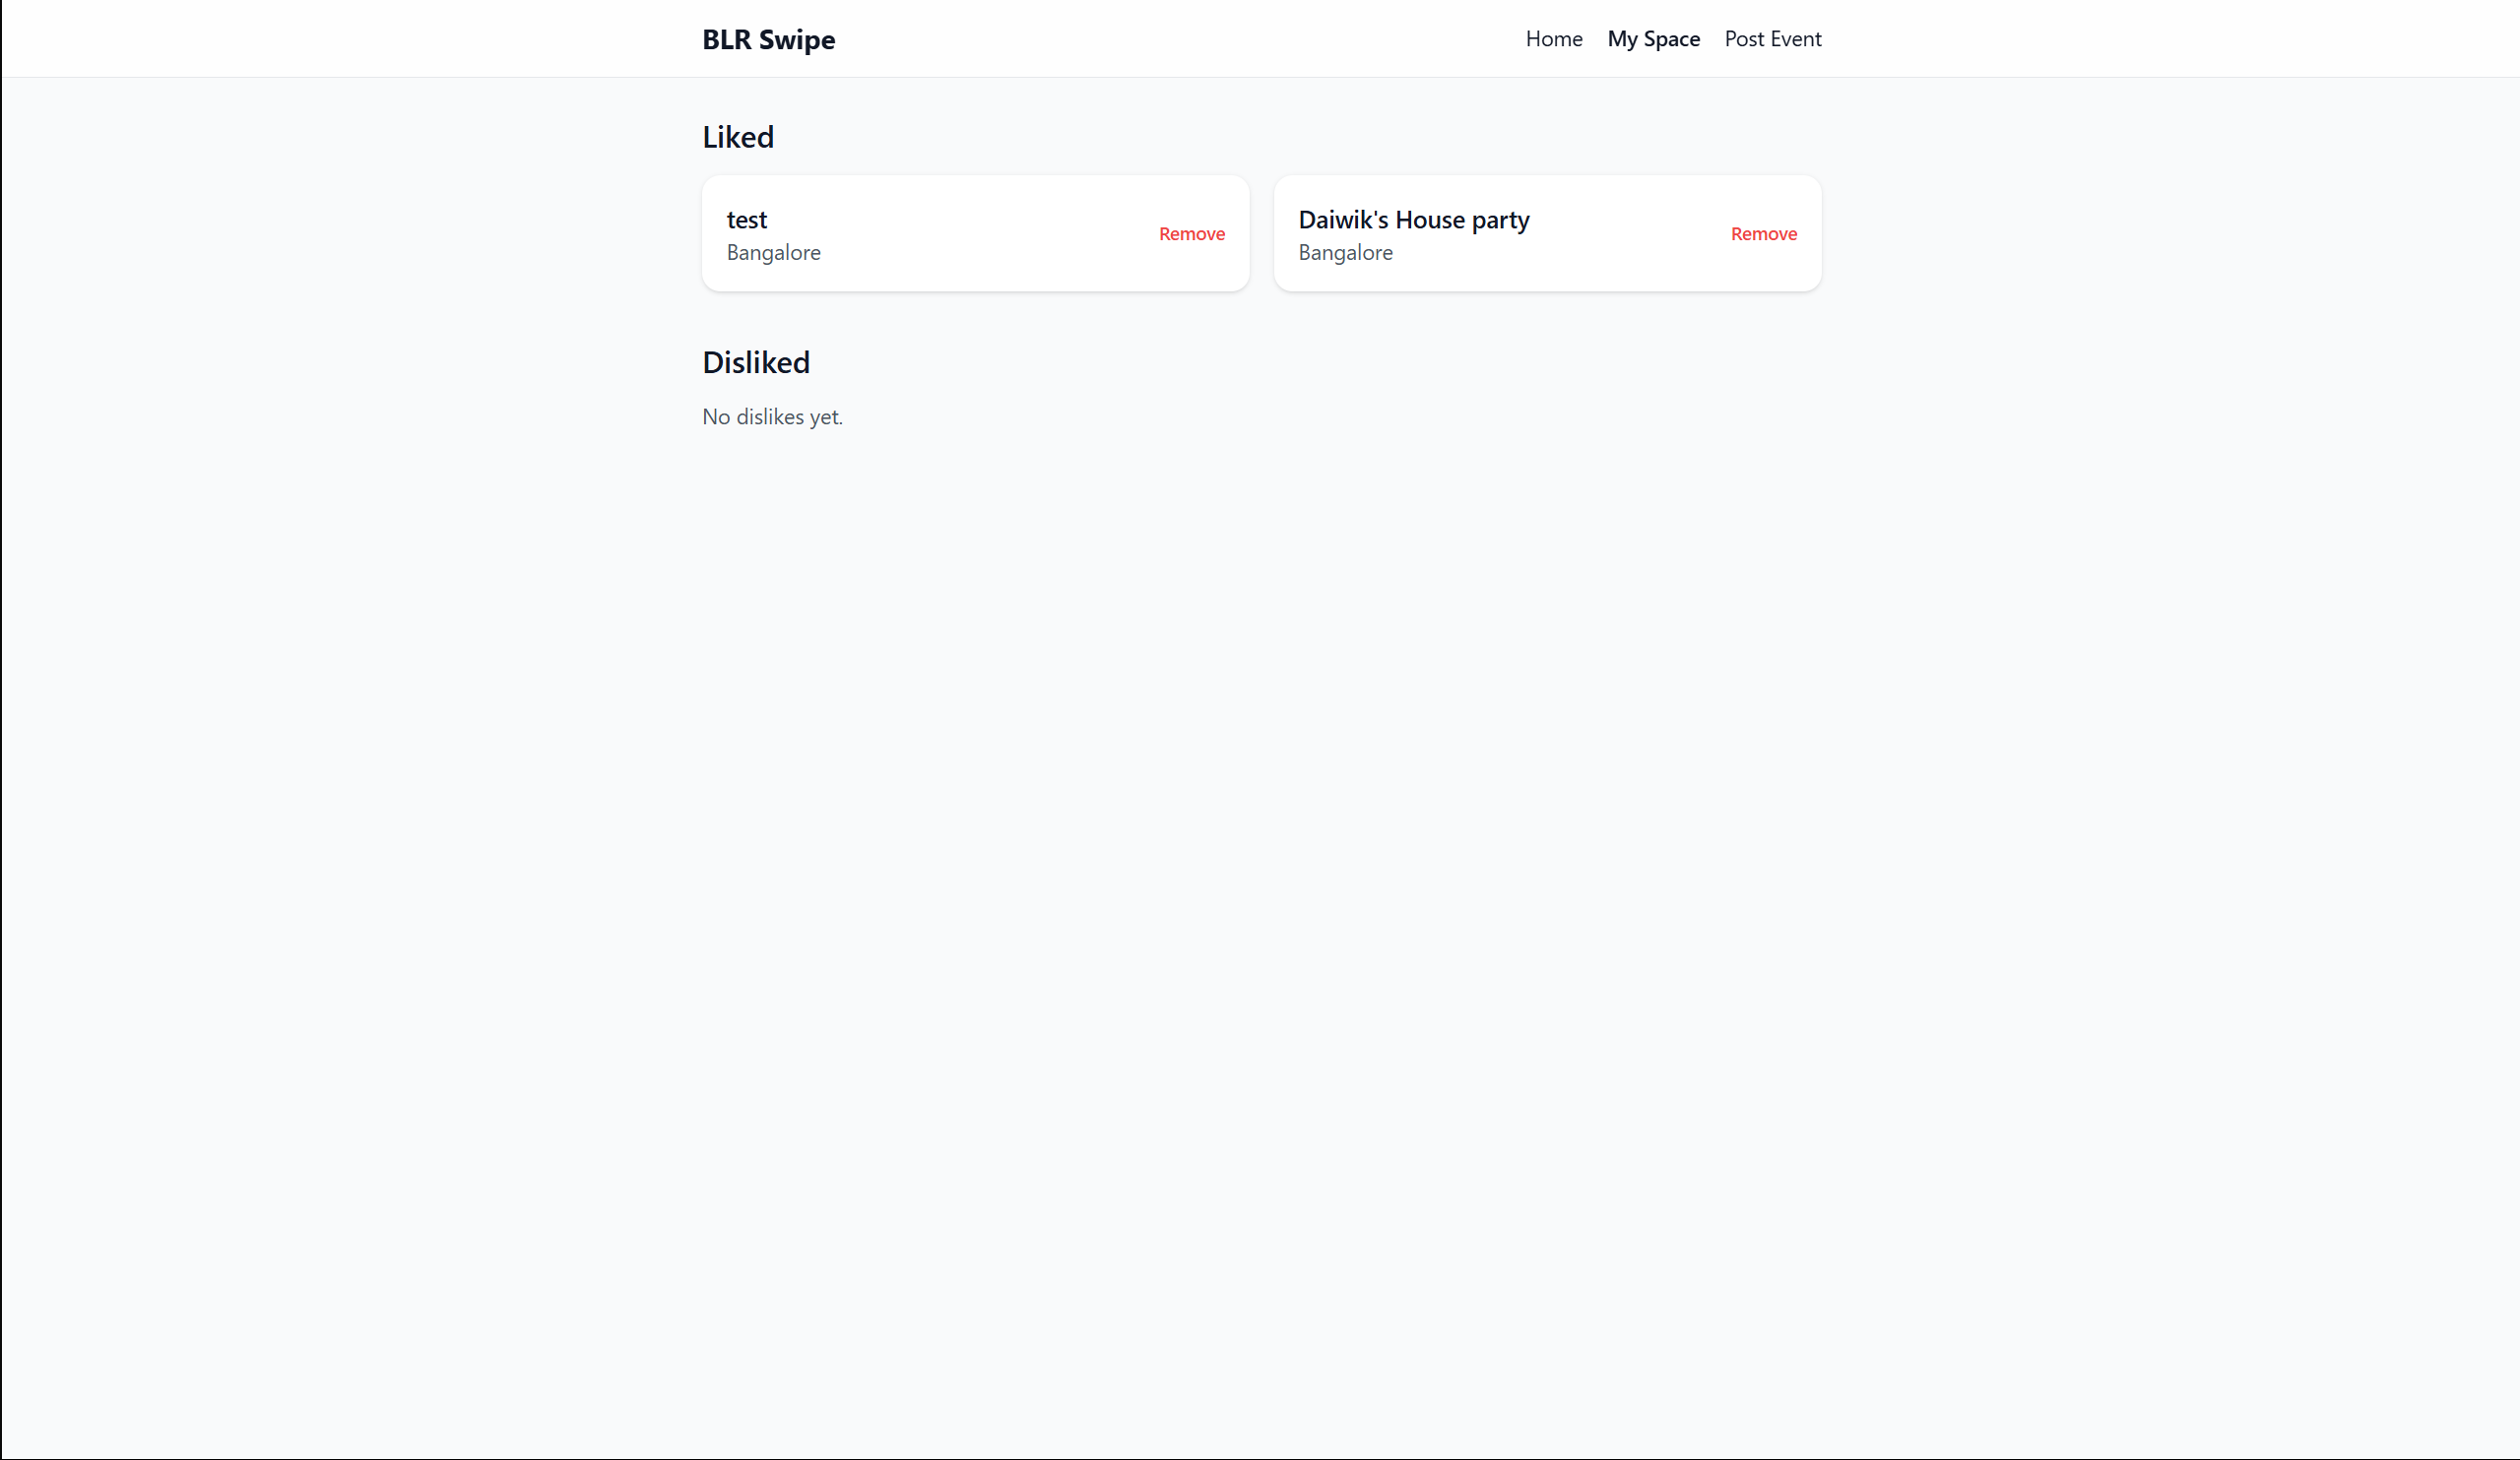 BLR Swipe
Home My Space Post Event
Liked
test
Bangalore
Remove
Daiwik's House party
Bangalore
Remove
Disliked
No dislikes yet.